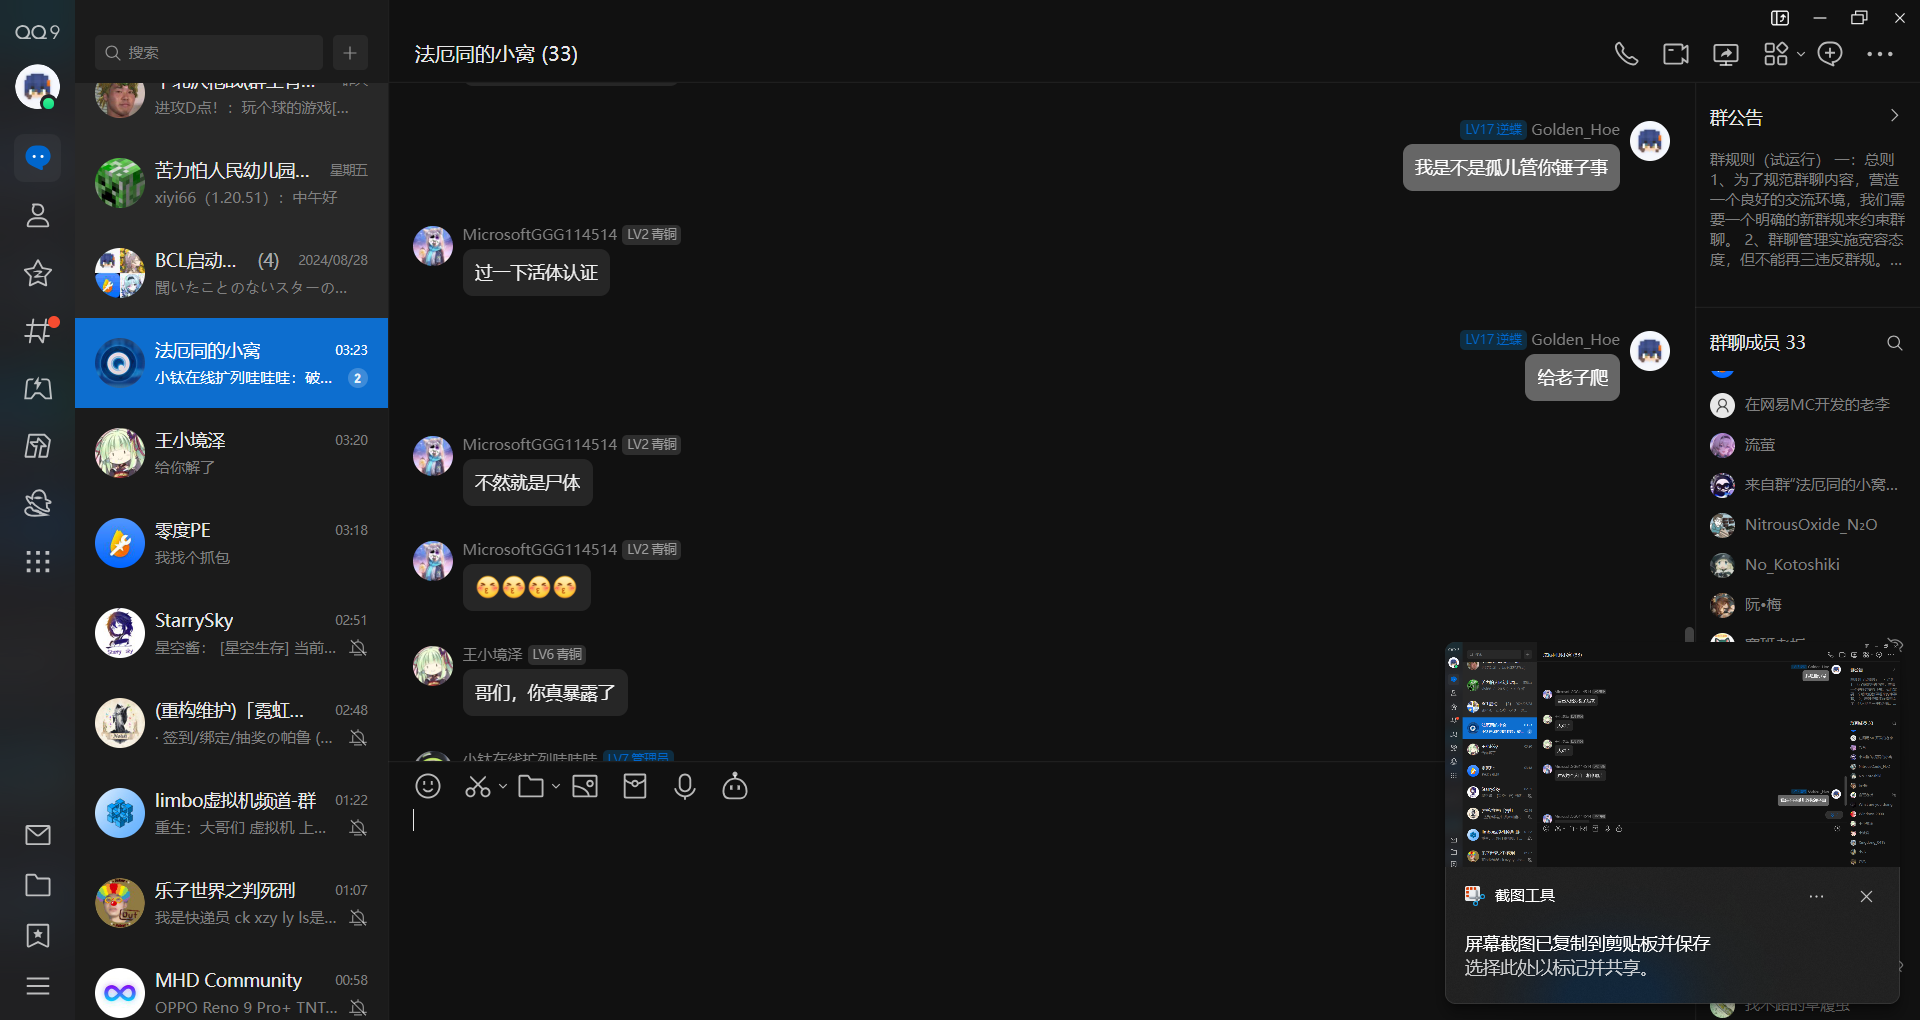 QQ9
搜索
进攻D点！：玩个球的游戏[...
苦力怕人民幼儿园...
星期五
xiyi66（1.20.51）：中午好
BCL启动... (4)
2024/08/28
聞いたことのないスターの...
法厄同的小窝
03:23
小钛在线扩列哇哇哇：破...
2
王小境泽
03:20
给你解了
零度PE
03:18
我找个抓包
StarrySky
02:51
星空酱： [星空生存] 当前...
(重构维护)「霓虹...
02:48
· 签到/绑定/抽奖の帕鲁 (...
limbo虚拟机频道-群
01:22
重生：大哥们 虚拟机 上...
乐子世界之判死刑
01:07
我是快递员 ck xzy ly ls是...
MHD Community
00:58
OPPO Reno 9 Pro+ TNT...
法厄同的小窝 (33)
LV17 逆蝶 Golden_Hoe
我是不是孤儿管你锤子事
MicrosoftGGG114514 LV2 青铜
过一下活体认证
LV17 逆蝶 Golden_Hoe
给老子爬
MicrosoftGGG114514 LV2 青铜
不然就是尸体
MicrosoftGGG114514 LV2 青铜
😚😚😚😚
王小境泽 LV6 青铜
哥们，你真暴露了
小钛在线扩列哇哇哇 LV7 管理员
群公告
群规则（试运行） 一：总则
1、为了规范群聊内容，营造
一个良好的交流环境，我们需
要一个明确的新群规来约束群
聊。 2、群聊管理实施宽容态
度，但不能再三违反群规。...
群聊成员 33
在网易MC开发的老李
流萤
来自群“法厄同的小窝...
NitrousOxide_N₂O
No_Kotoshiki
阮•梅
截图工具
屏幕截图已复制到剪贴板并保存
选择此处以标记并共享。